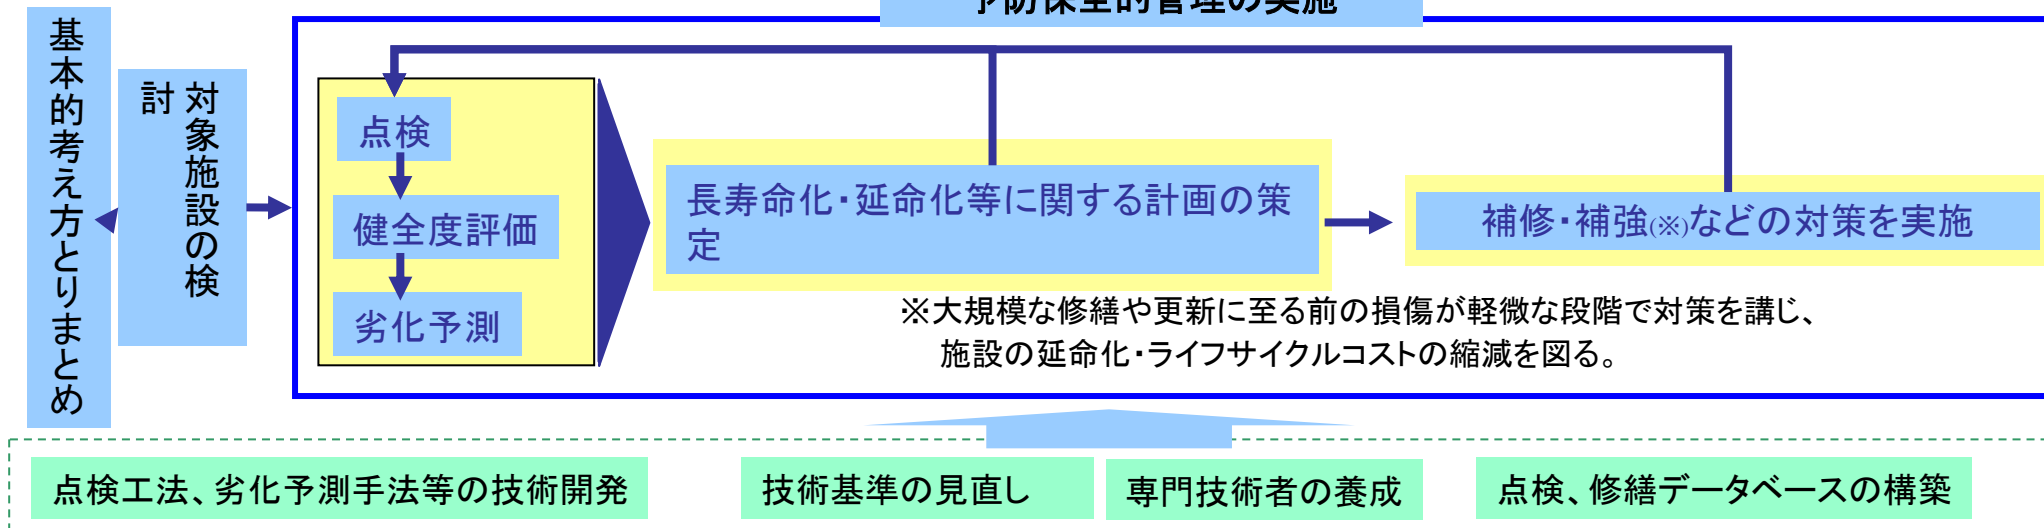 予防保全的管理の実施
基本的考え方とりまとめ
対象施設の検
討
点検
健全度評価
劣化予測
長寿命化・延命化等に関する計画の策
定
補修・補強(※)などの対策を実施
※大規模な修繕や更新に至る前の損傷が軽微な段階で対策を講じ、
施設の延命化・ライフサイクルコストの縮減を図る。
点検工法、劣化予測手法等の技術開発
技術基準の見直し
専門技術者の養成
点検、修繕データベースの構築